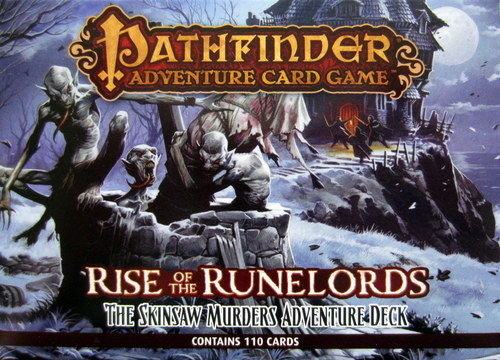 PATHFINDER
ADVENTURE CARD GAME
RISE OF THE RUNELORDS
THE SKINSAW MURDERS ADVENTURE DECK
CONTAINS 110 CARDS